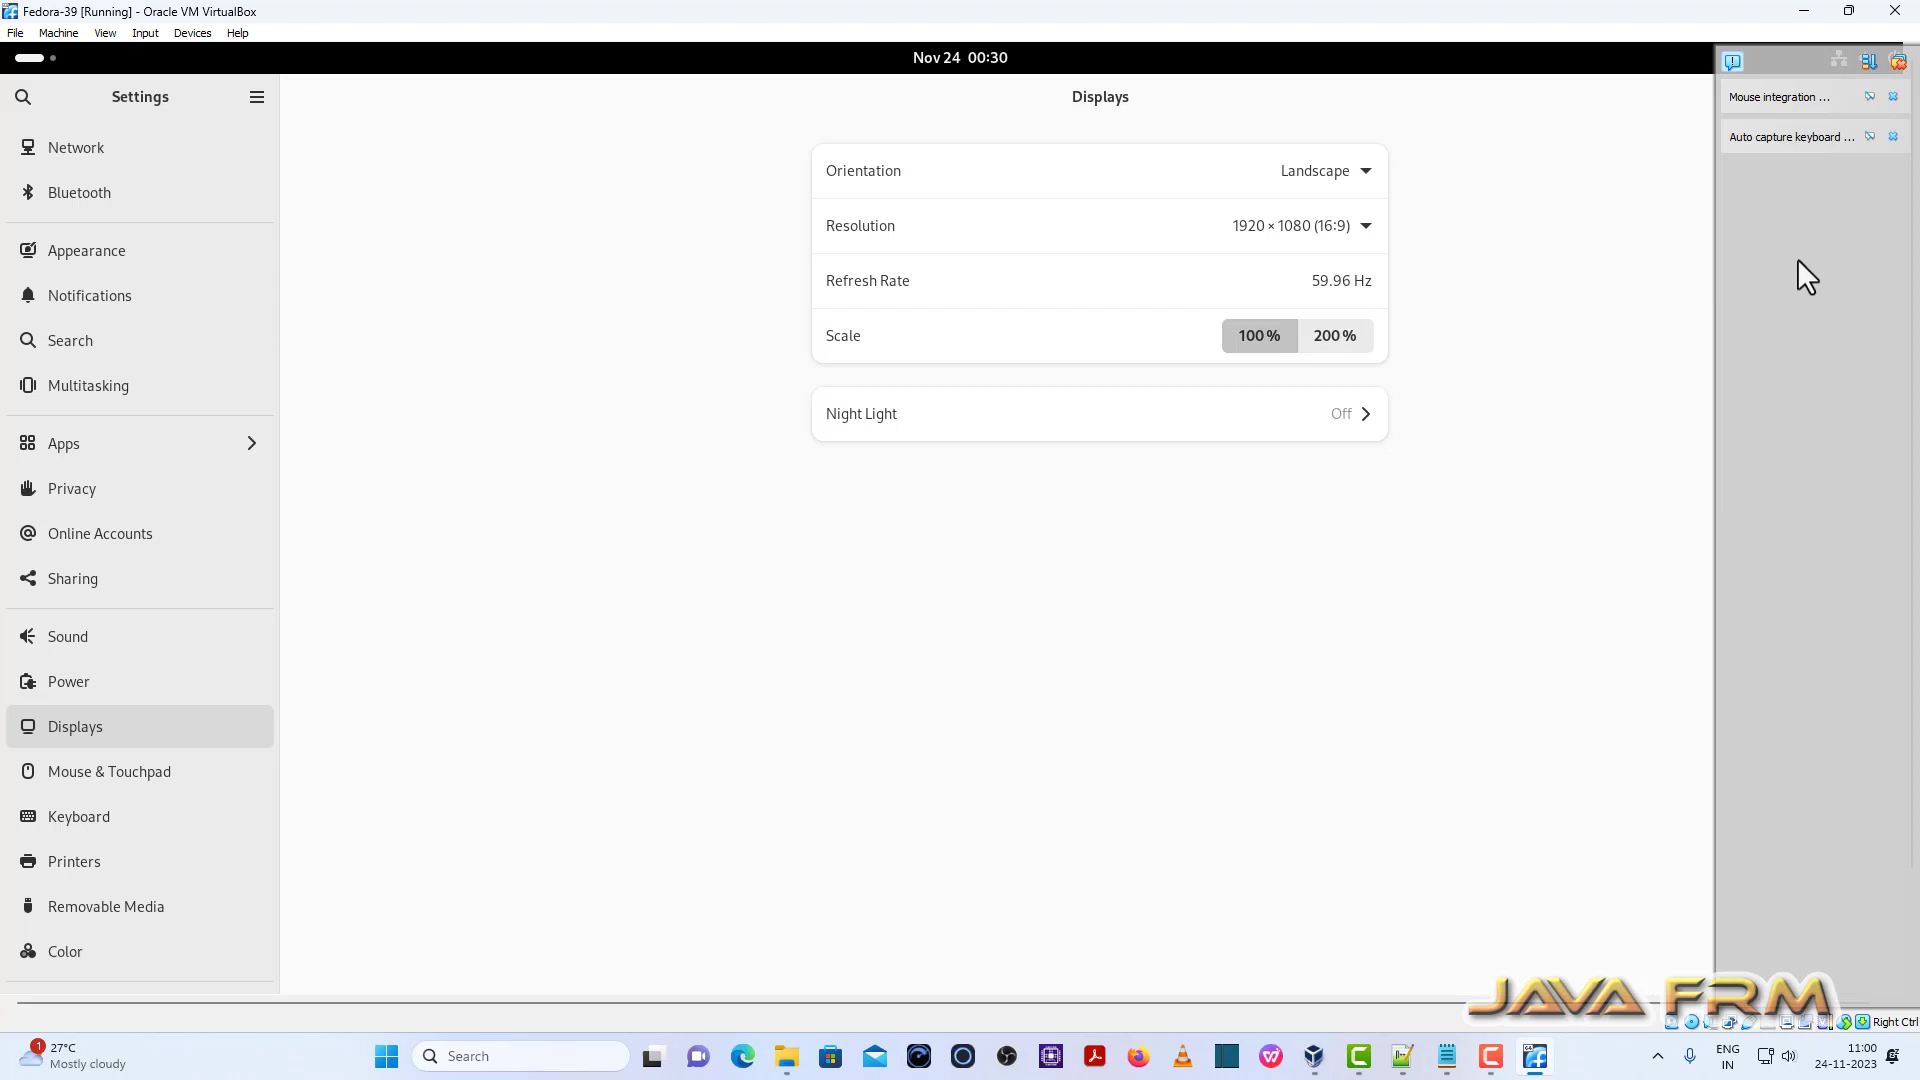 Fedora-39 [Running] - Oracle VM VirtualBox
File Machine View Input Devices Help
Nov 24 00:30
Settings
Displays
Mouse integration ...
Auto capture keyboard ...
Network
Bluetooth
Appearance
Notifications
Search
Multitasking
Apps
Privacy
Online Accounts
Sharing
Sound
Power
Displays
Mouse & Touchpad
Keyboard
Printers
Removable Media
Color
Orientation Landscape
Resolution 1920 × 1080 (16:9)
Refresh Rate 59.96 Hz
Scale 100 % 200 %
Night Light Off
JAVA FRM
Right Ctrl
1
27°C
Mostly cloudy
Search
ENG
IN
11:00
24-11-2023